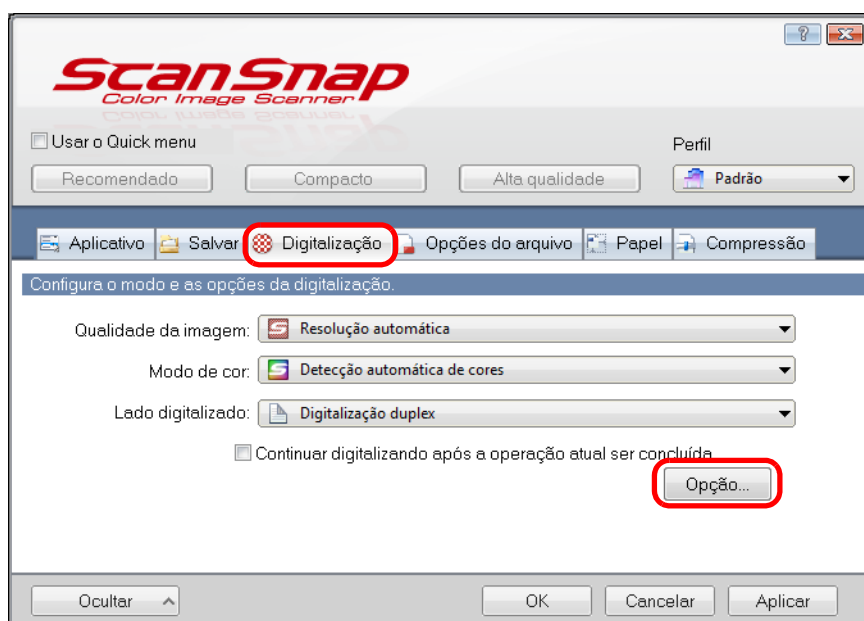 ScanSnap
Color Image Scanner
Usar o Quick menu
Perfil
Recomendado Compacto Alta qualidade Padrão
Aplicativo Salvar Digitalização Opções do arquivo Papel Compressão
Configura o modo e as opções da digitalização.
Qualidade da imagem: Resolução automática
Modo de cor: Detecção automática de cores
Lado digitalizado: Digitalização duplex
Continuar digitalizando após a operação atual ser concluída
Opção...
Ocultar OK Cancelar Aplicar